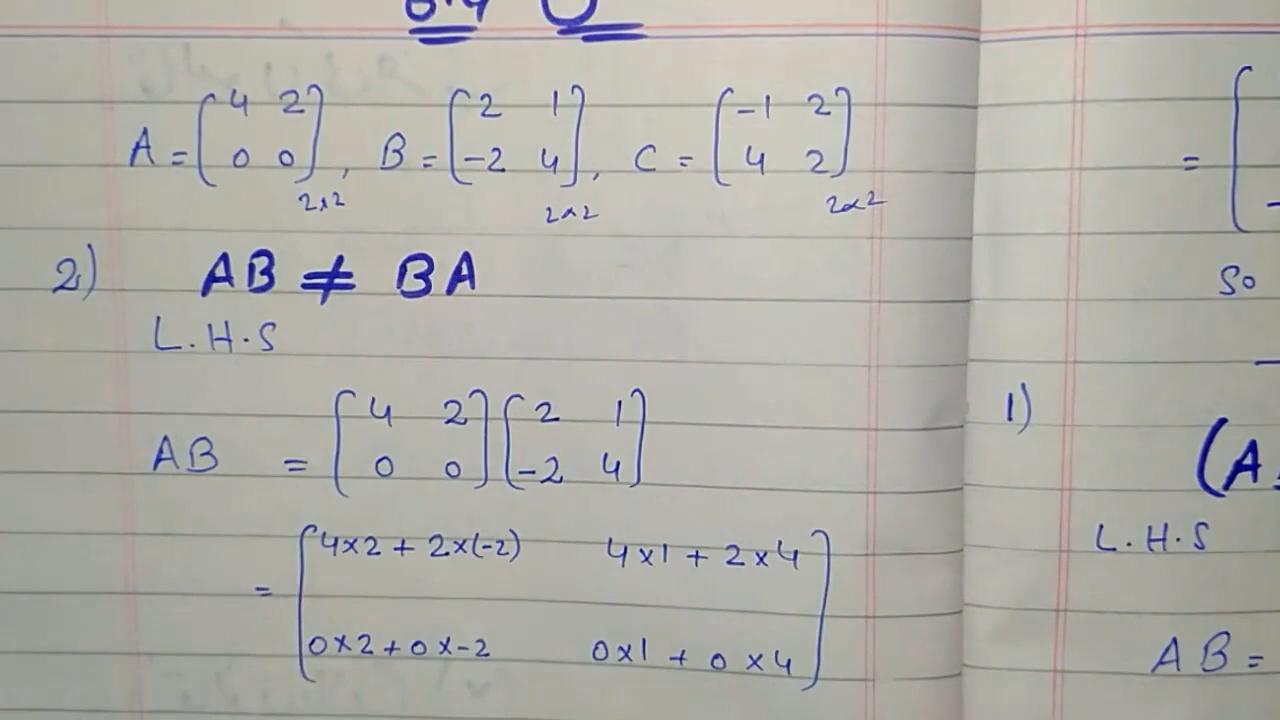 A = [4 2 0 0] 2x2, B = [2 1 -2 4] 2x2, C = [-1 2 4 2] 2x2
2) AB ≠ BA
L.H.S
AB = [4 2 0 0] [2 1 -2 4]
= [4x2 + 2x(-2) 4x1 + 2x4
0x2 + 0x-2 0x1 + 0x4]
=
So
1)
(A
L.H.S
AB =